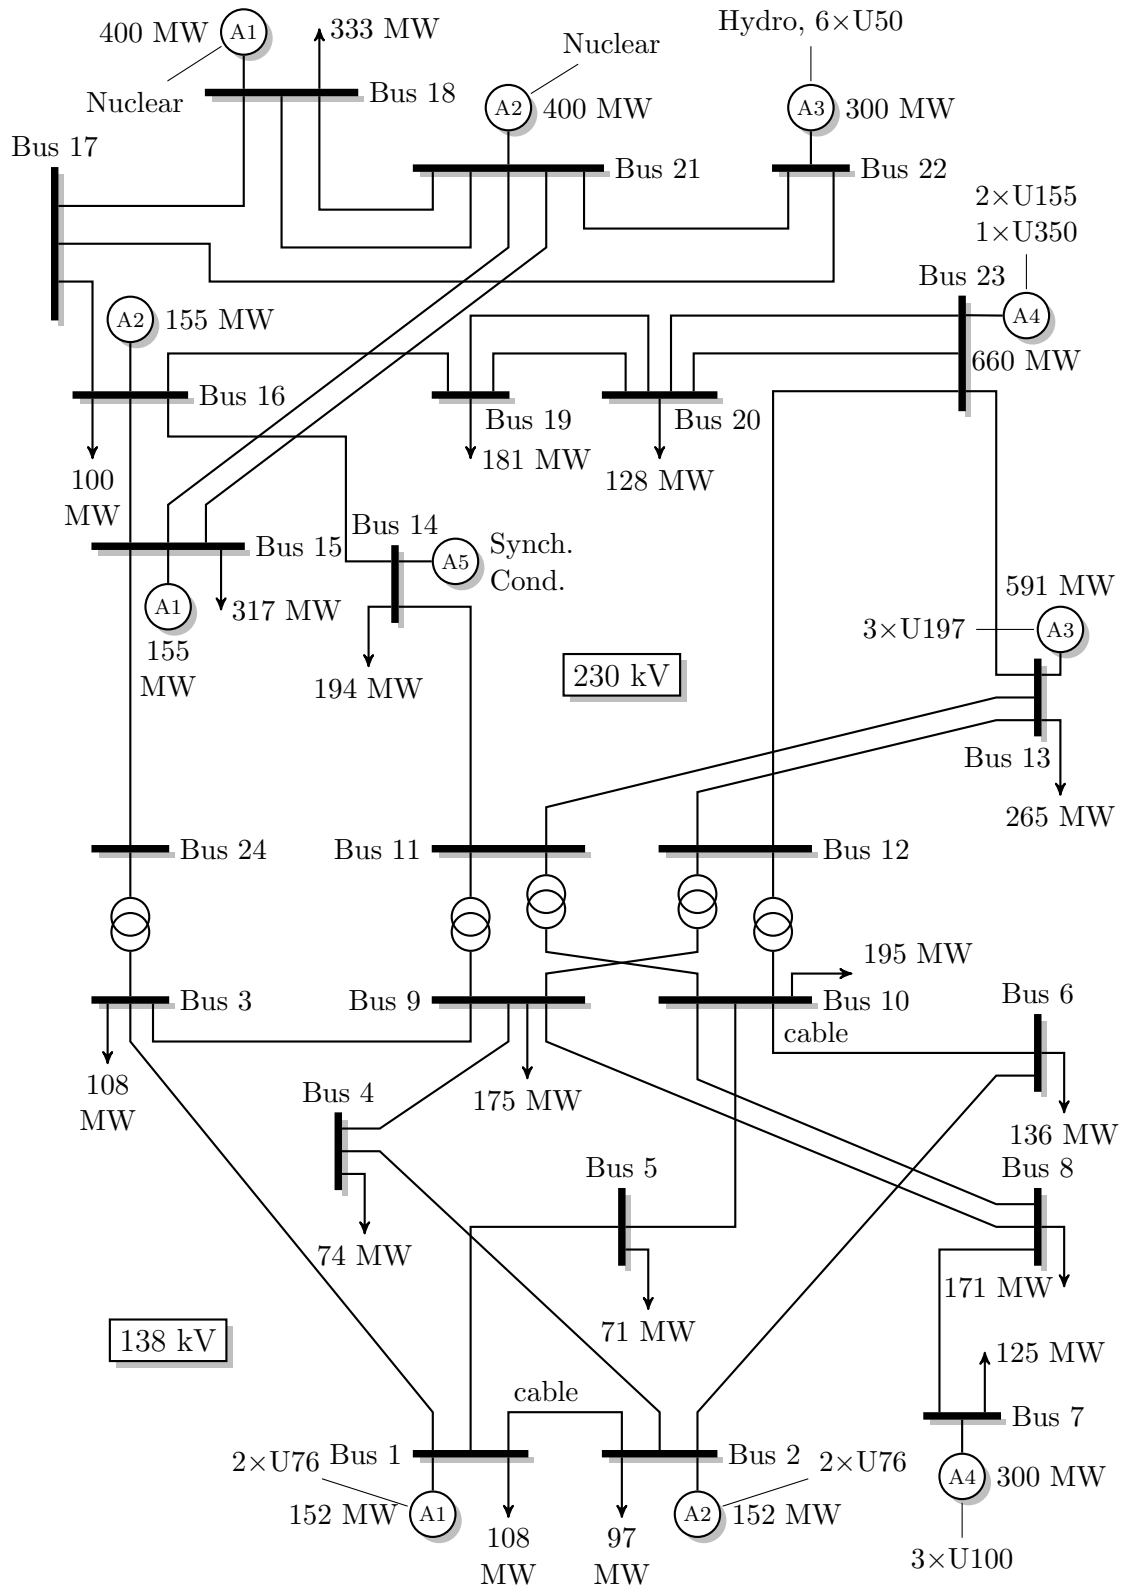 Hydro, 6×U50
400 MW
A1
333 MW
Nuclear
Nuclear
Bus 18
A2
400 MW
A3
300 MW
Bus 17
Bus 21
Bus 22
2×U155
1×U350
Bus 23
A2
155 MW
A4
660 MW
Bus 16
Bus 19
Bus 20
181 MW
128 MW
100
MW
Bus 14
Bus 15
Synch.
Cond.
A5
A1
317 MW
155
MW
194 MW
230 kV
591 MW
3×U197
A3
Bus 13
265 MW
Bus 24
Bus 11
Bus 12
195 MW
Bus 3
Bus 9
Bus 10
Bus 6
cable
108
MW
Bus 4
175 MW
136 MW
Bus 5
Bus 8
74 MW
171 MW
71 MW
138 kV
125 MW
cable
Bus 7
2×U76
Bus 1
Bus 2
2×U76
152 MW
A1
A2
152 MW
A4
300 MW
108
MW
97
MW
3×U100